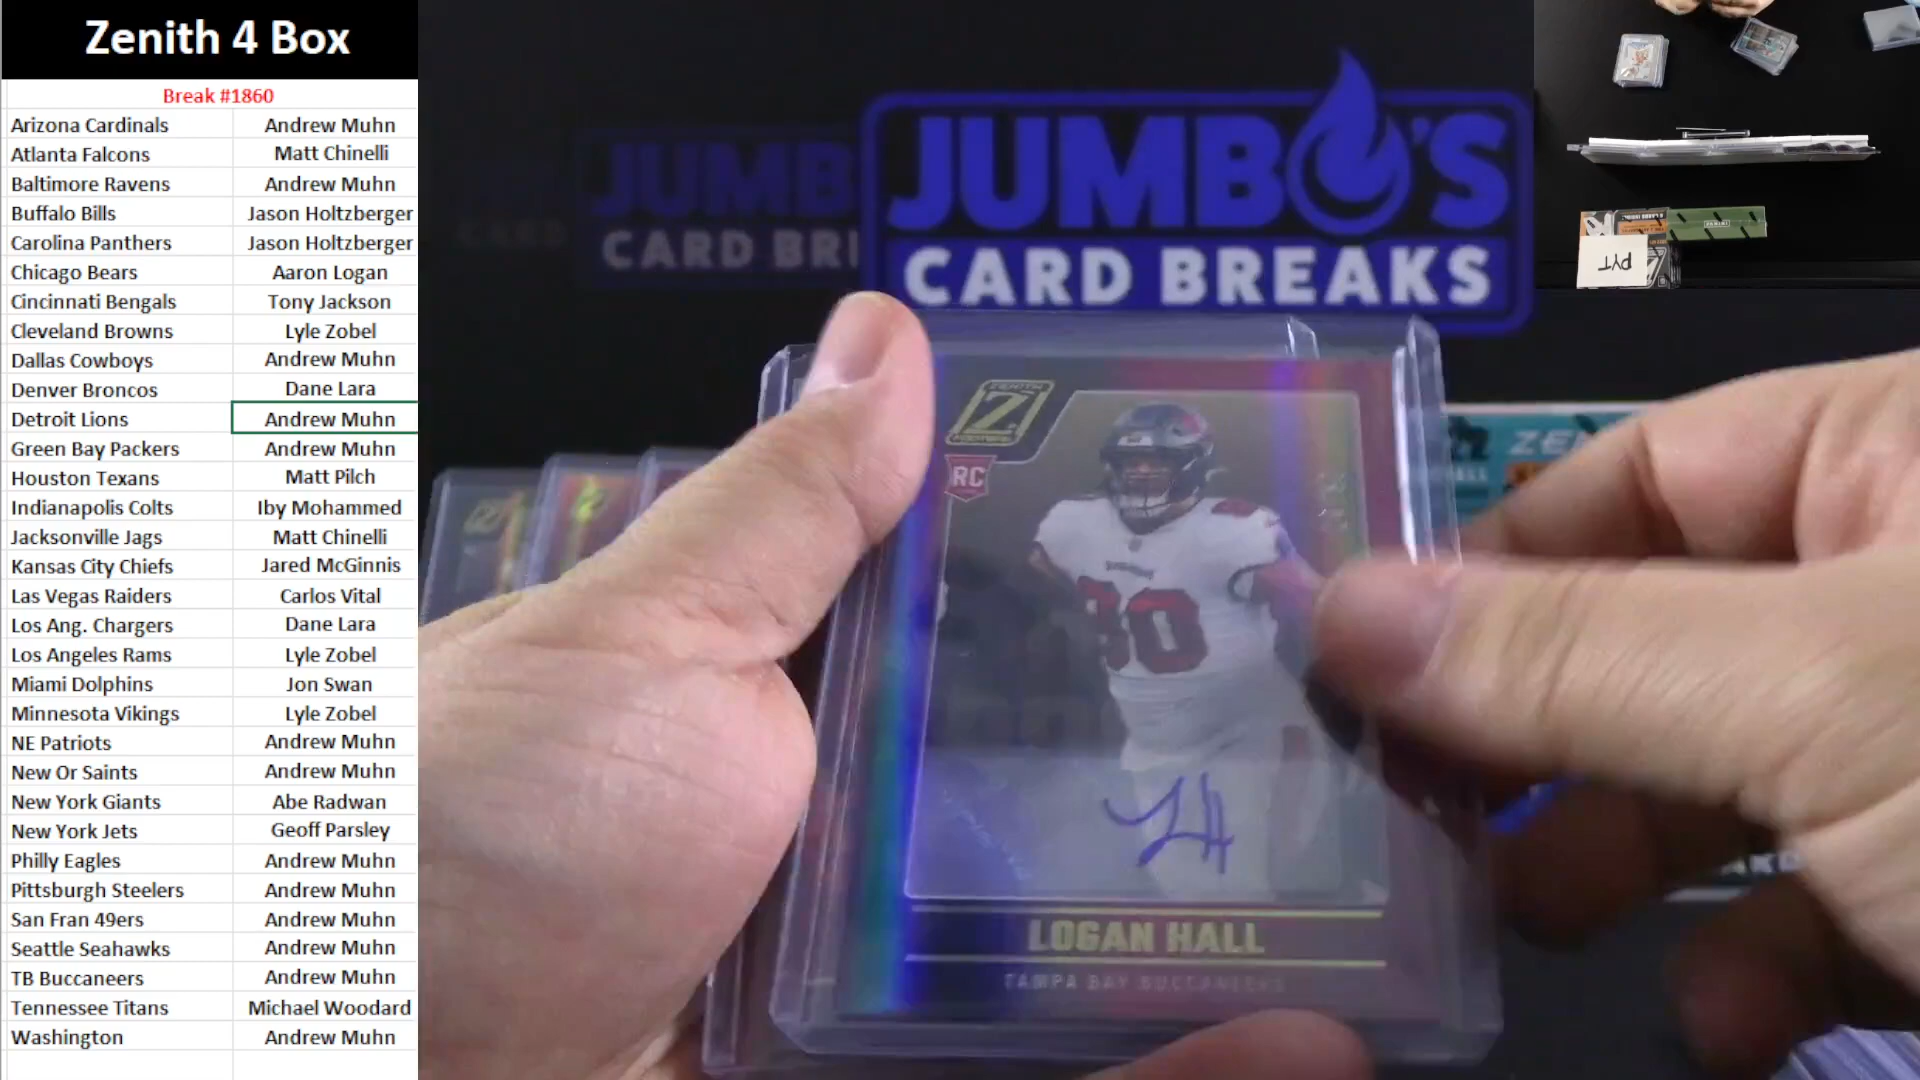 Zenith 4 Box
Break #1860
Arizona Cardinals Andrew Muhn
Atlanta Falcons Matt Chinelli
Baltimore Ravens Andrew Muhn
Buffalo Bills Jason Holtzberger
Carolina Panthers Jason Holtzberger
Chicago Bears Aaron Logan
Cincinnati Bengals Tony Jackson
Cleveland Browns Lyle Zobel
Dallas Cowboys Andrew Muhn
Denver Broncos Dane Lara
Detroit Lions Andrew Muhn
Green Bay Packers Andrew Muhn
Houston Texans Matt Pilch
Indianapolis Colts Iby Mohammed
Jacksonville Jags Matt Chinelli
Kansas City Chiefs Jared McGinnis
Las Vegas Raiders Carlos Vital
Los Ang. Chargers Dane Lara
Los Angeles Rams Lyle Zobel
Miami Dolphins Jon Swan
Minnesota Vikings Lyle Zobel
NE Patriots Andrew Muhn
New Or Saints Andrew Muhn
New York Giants Abe Radwan
New York Jets Geoff Parsley
Philly Eagles Andrew Muhn
Pittsburgh Steelers Andrew Muhn
San Fran 49ers Andrew Muhn
Seattle Seahawks Andrew Muhn
TB Buccaneers Andrew Muhn
Tennessee Titans Michael Woodard
Washington Andrew Muhn
JUMB
CARD BRE
JUMBO'S
CARD BREAKS
CARD
ZENITH
Z
FOOTBALL
RC
90
LH
LOGAN HALL
TAMPA BAY BUCCANEERS
ZEN
PYT